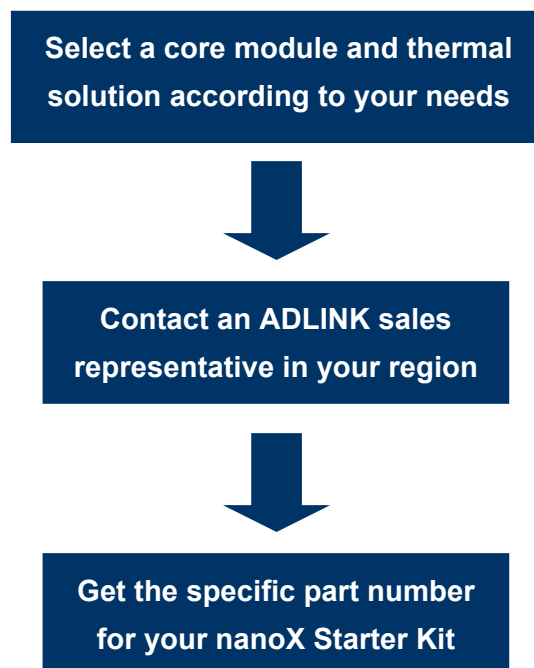 Select a core module and thermal
solution according to your needs
Contact an ADLINK sales
representative in your region
Get the specific part number
for your nanoX Starter Kit